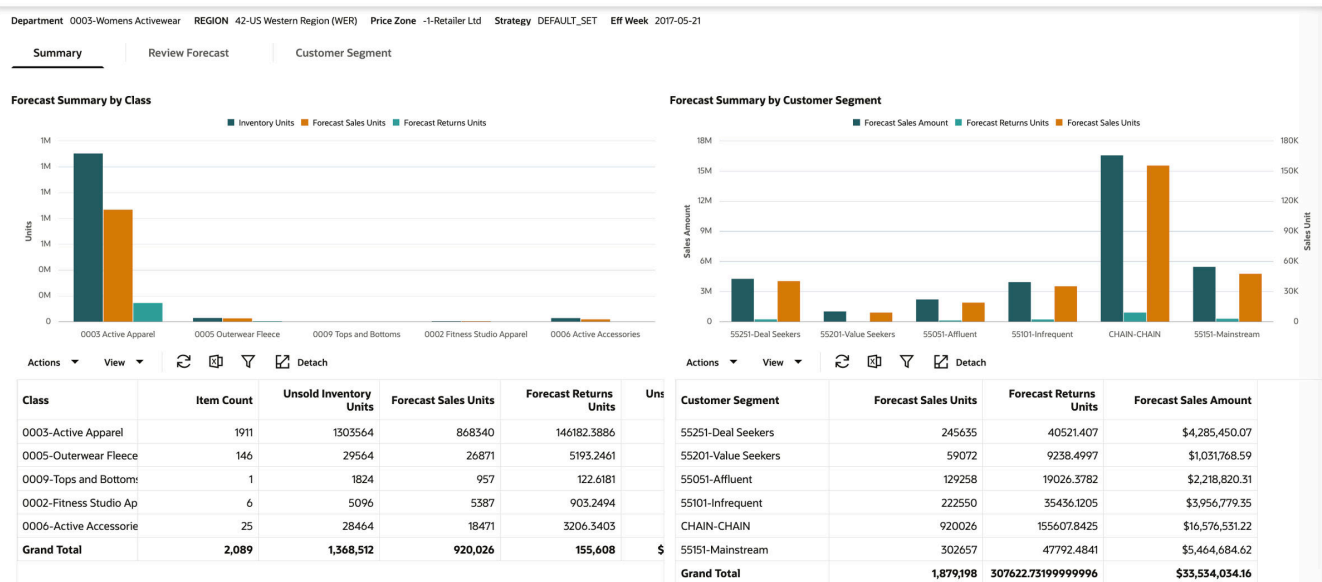 Department 0003-Womens Activewear REGION 42-US Western Region (WER) Price Zone -1-Retailer Ltd Strategy DEFAULT_SET Eff Week 2017-05-21
Summary Review Forecast Customer Segment
Forecast Summary by Class
Inventory Units Forecast Sales Units Forecast Returns Units
1M
1M
1M
1M
1M
0M
0M
0
Units
0003 Active Apparel 0005 Outerwear Fleece 0009 Tops and Bottoms 0002 Fitness Studio Apparel 0006 Active Accessories
Actions View Detach
Class Item Count Unsold Inventory Units Forecast Sales Units Forecast Returns Units Uns
0003-Active Apparel 1911 1303564 868340 146182.3886
0005-Outerwear Fleece 146 29564 26871 5193.2461
0009-Tops and Bottoms 1 1824 957 122.6181
0002-Fitness Studio Ap 6 5096 5387 903.2494
0006-Active Accessorie 25 28464 18471 3206.3403
Grand Total 2,089 1,368,512 920,026 155,608 $
Forecast Summary by Customer Segment
Forecast Sales Amount Forecast Returns Units Forecast Sales Units
18M 180K
15M 150K
12M 120K
9M 90K
6M 60K
3M 30K
0 0
Sales Amount
Sales Unit
55251-Deal Seekers 55201-Value Seekers 55051-Affluent 55101-Infrequent CHAIN-CHAIN 55151-Mainstream
Actions View Detach
Customer Segment Forecast Sales Units Forecast Returns Units Forecast Sales Amount
55251-Deal Seekers 245635 40521.407 $4,285,450.07
55201-Value Seekers 59072 9238.4997 $1,031,768.59
55051-Affluent 129258 19026.3782 $2,218,820.31
55101-Infrequent 222550 35436.1205 $3,956,779.35
CHAIN-CHAIN 920026 155607.8425 $16,576,531.22
55151-Mainstream 302657 47792.4841 $5,464,684.62
Grand Total 1,879,198 307622.73199999996 $33,534,034.16